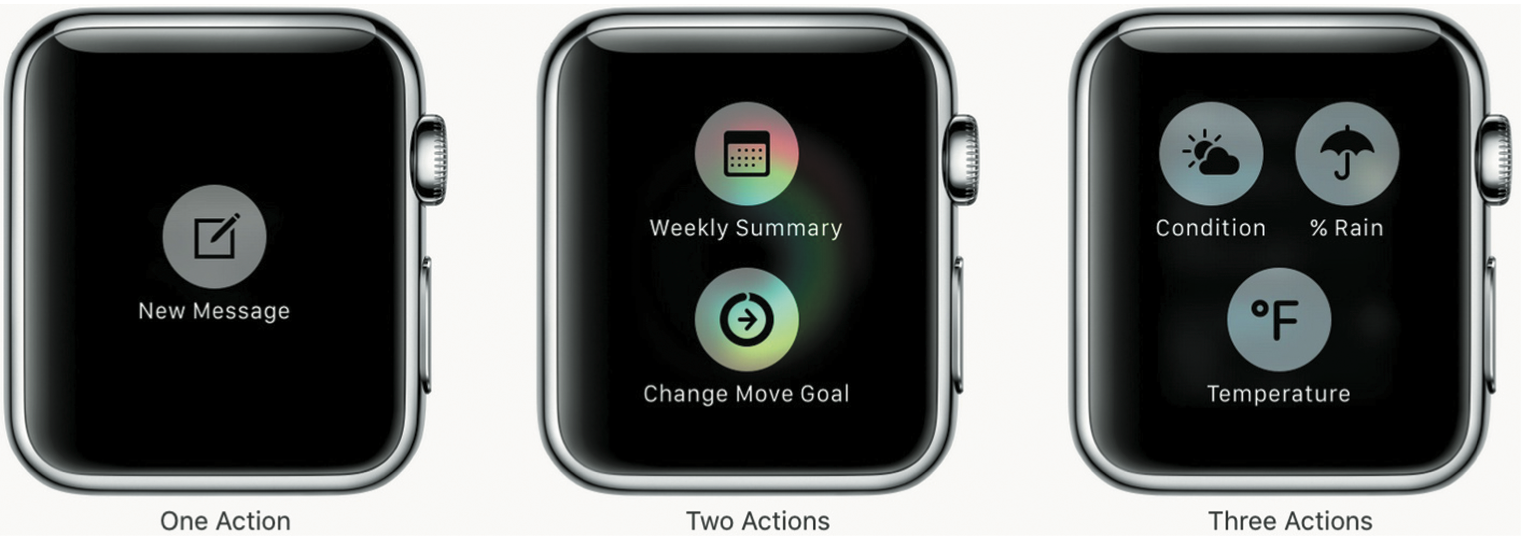 New Message
One Action
Weekly Summary
Change Move Goal
Two Actions
Condition
% Rain
°F
Temperature
Three Actions